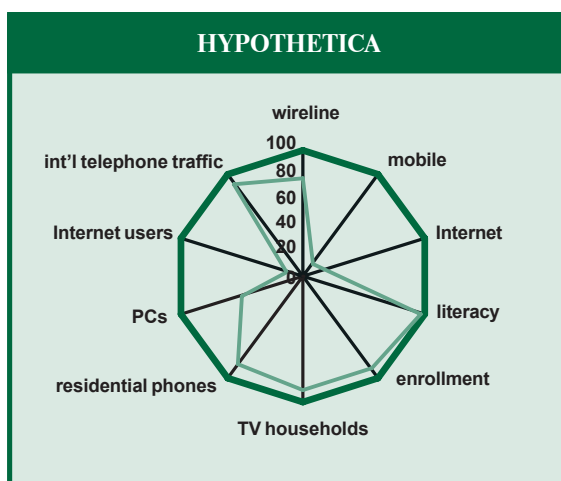 HYPOTHETICA
wireline
100
int'l telephone traffic
mobile
80
60
40
Internet users
Internet
20
0
PCs
literacy
residential phones
enrollment
TV households